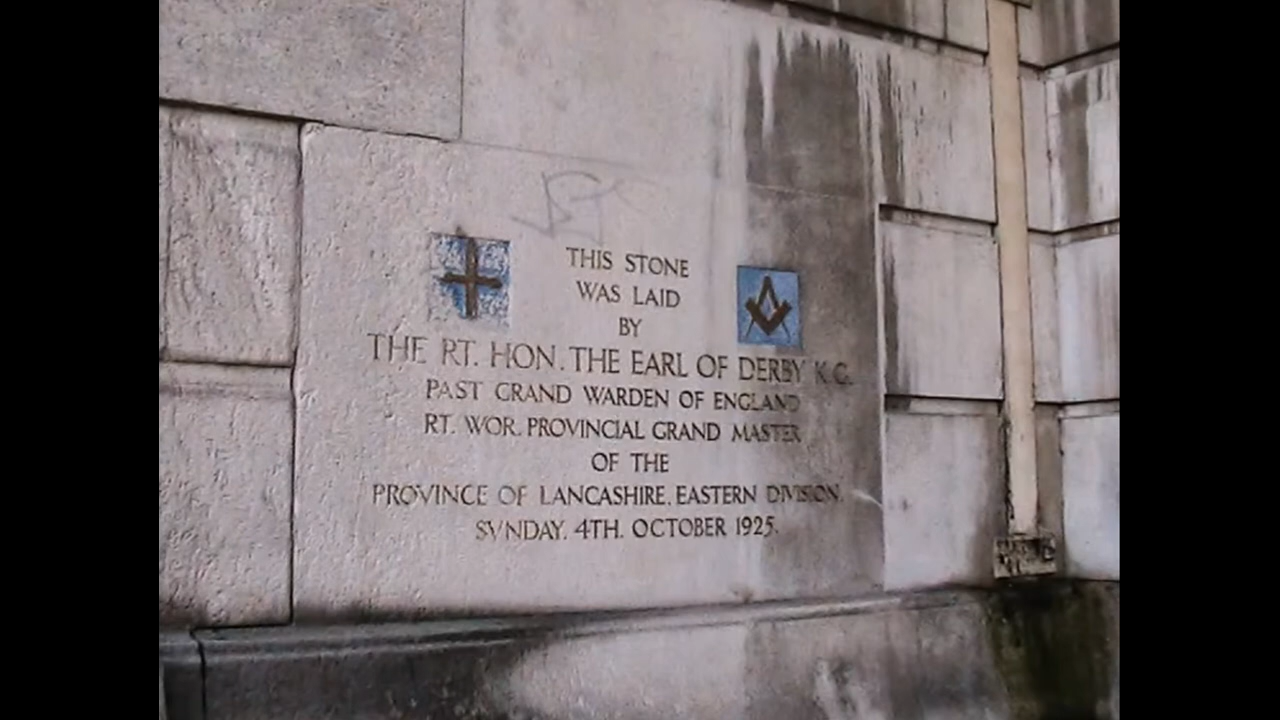 THIS STONE
WAS LAID
BY
THE RT. HON. THE EARL OF DERBY K.G.
PAST GRAND WARDEN OF ENGLAND
RT. WOR. PROVINCIAL GRAND MASTER
OF THE
PROVINCE OF LANCASHIRE. EASTERN DIVISION.
SVNDAY. 4TH. OCTOBER 1925.